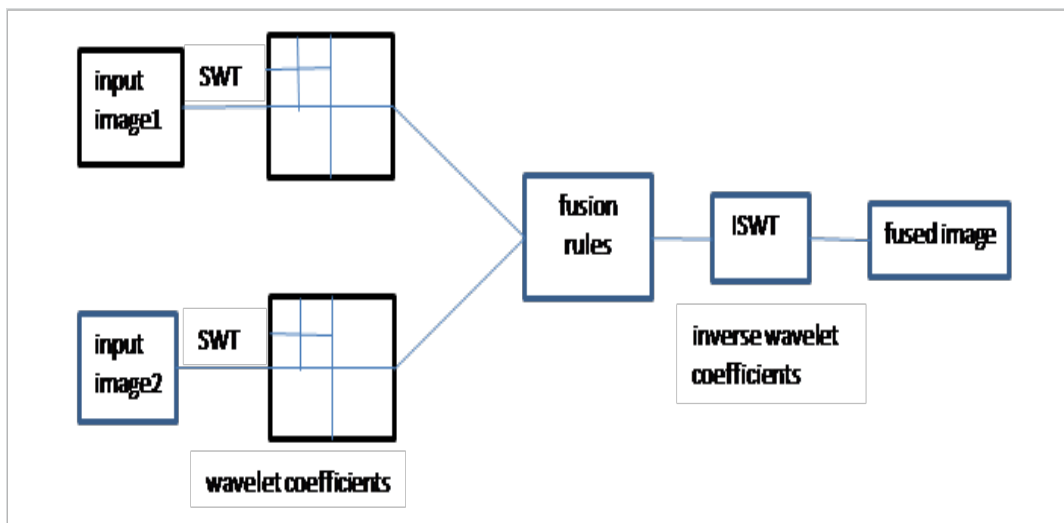 input
image1
SWT
fusion
rules
ISWT
fused image
input
image2
SWT
inverse wavelet
coefficients
wavelet coefficients